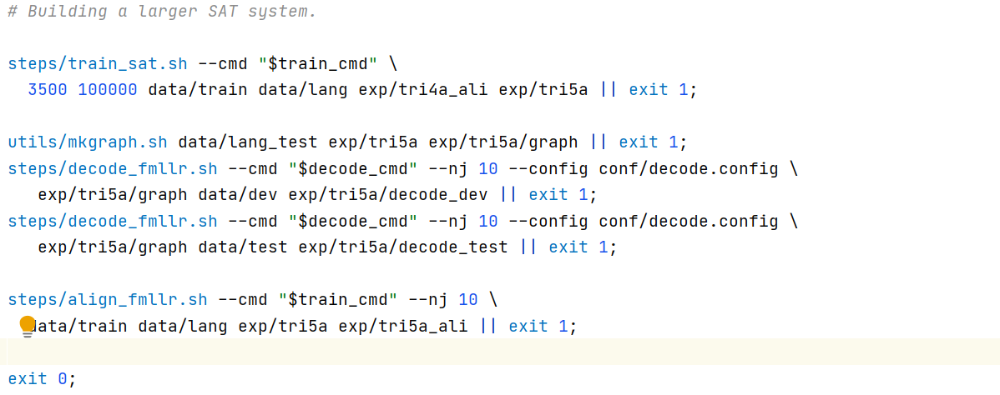 # Building a larger SAT system.
steps/train_sat.sh --cmd "$train_cmd" \
3500 100000 data/train data/lang exp/tri4a_ali exp/tri5a || exit 1;
utils/mkgraph.sh data/lang_test exp/tri5a exp/tri5a/graph || exit 1;
steps/decode_fmllr.sh --cmd "$decode_cmd" --nj 10 --config conf/decode.config \
exp/tri5a/graph data/dev exp/tri5a/decode_dev || exit 1;
steps/decode_fmllr.sh --cmd "$decode_cmd" --nj 10 --config conf/decode.config \
exp/tri5a/graph data/test exp/tri5a/decode_test || exit 1;
steps/align_fmllr.sh --cmd "$train_cmd" --nj 10 \
data/train data/lang exp/tri5a exp/tri5a_ali || exit 1;
exit 0;